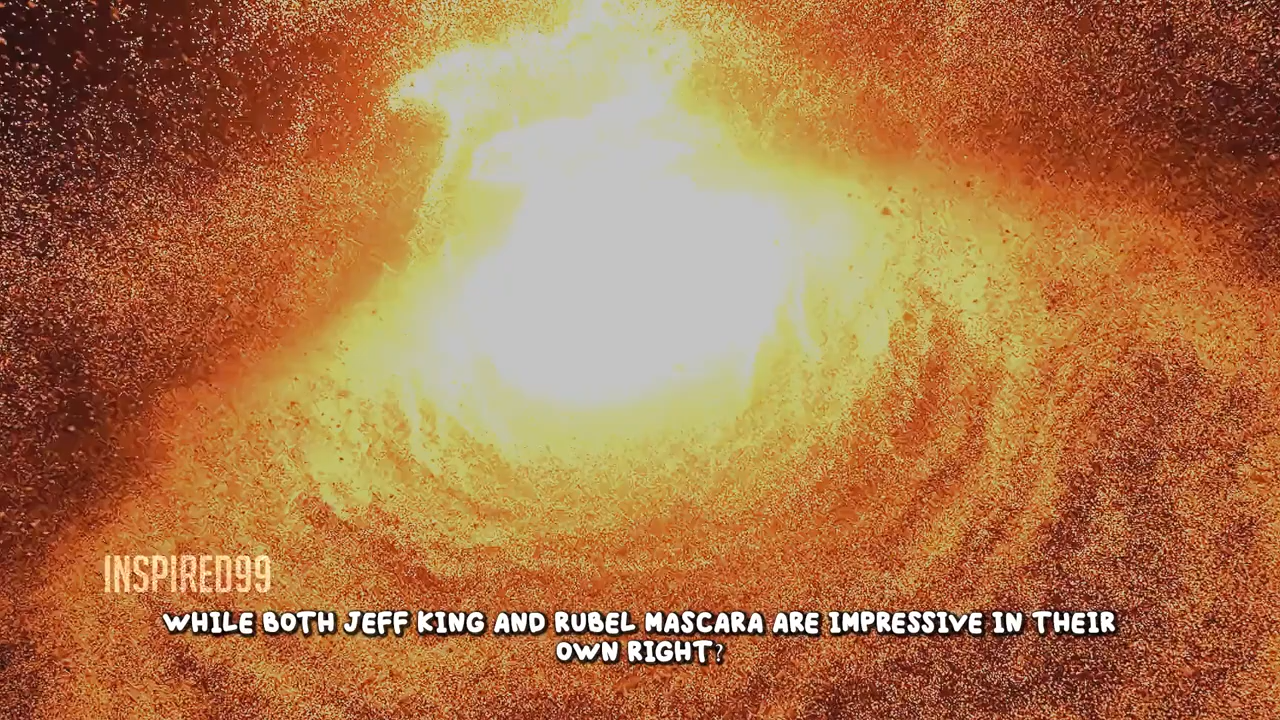 INSPIRED99
WHILE BOTH JEFF KING AND RUBEL MASCARA ARE IMPRESSIVE IN THEIR
OWN RIGHT?